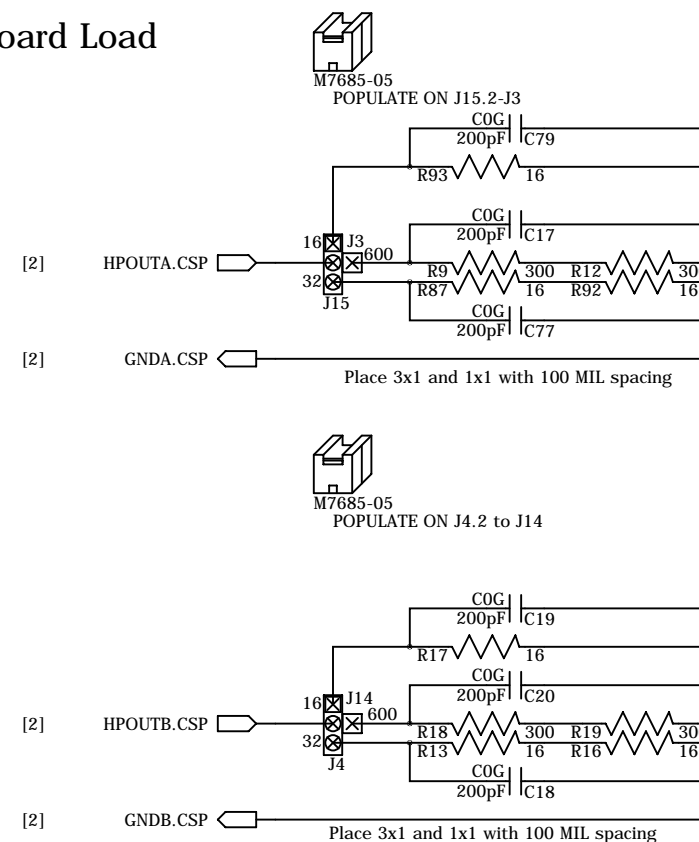 oard Load
M7685-05
POPULATE ON J15.2-J3
C0G
200pF C79
R93 16
C0G
200pF C17
16 J3
600
[2] HPOUTA.CSP
R9 300 R12 30
32
R87 16 R92 16
J15
C0G
200pF C77
[2] GNDA.CSP
Place 3x1 and 1x1 with 100 MIL spacing
M7685-05
POPULATE ON J4.2 to J14
C0G
200pF C19
R17 16
C0G
200pF C20
16 J14
600
[2] HPOUTB.CSP
R18 300 R19 30
32
R13 16 R16 16
J4
C0G
200pF C18
[2] GNDB.CSP
Place 3x1 and 1x1 with 100 MIL spacing